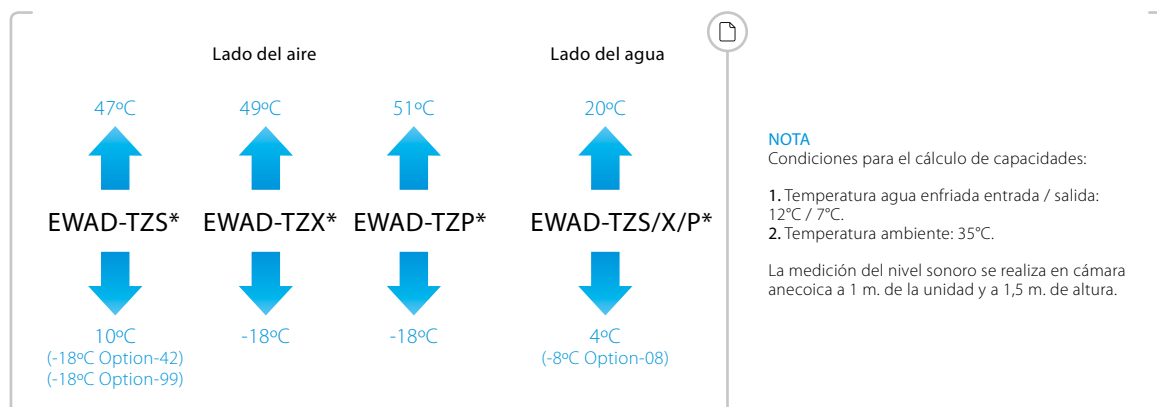 Lado del aire
Lado del agua
47ºC
49ºC
51ºC
20ºC
EWAD-TZS*
EWAD-TZX*
EWAD-TZP*
EWAD-TZS/X/P*
10ºC
(-18ºC Option-42)
(-18ºC Option-99)
-18ºC
-18ºC
4ºC
(-8ºC Option-08)
NOTA
Condiciones para el cálculo de capacidades:
1. Temperatura agua enfriada entrada / salida:
12°C / 7°C.
2. Temperatura ambiente: 35°C.
La medición del nivel sonoro se realiza en cámara
anecoica a 1 m. de la unidad y a 1,5 m. de altura.